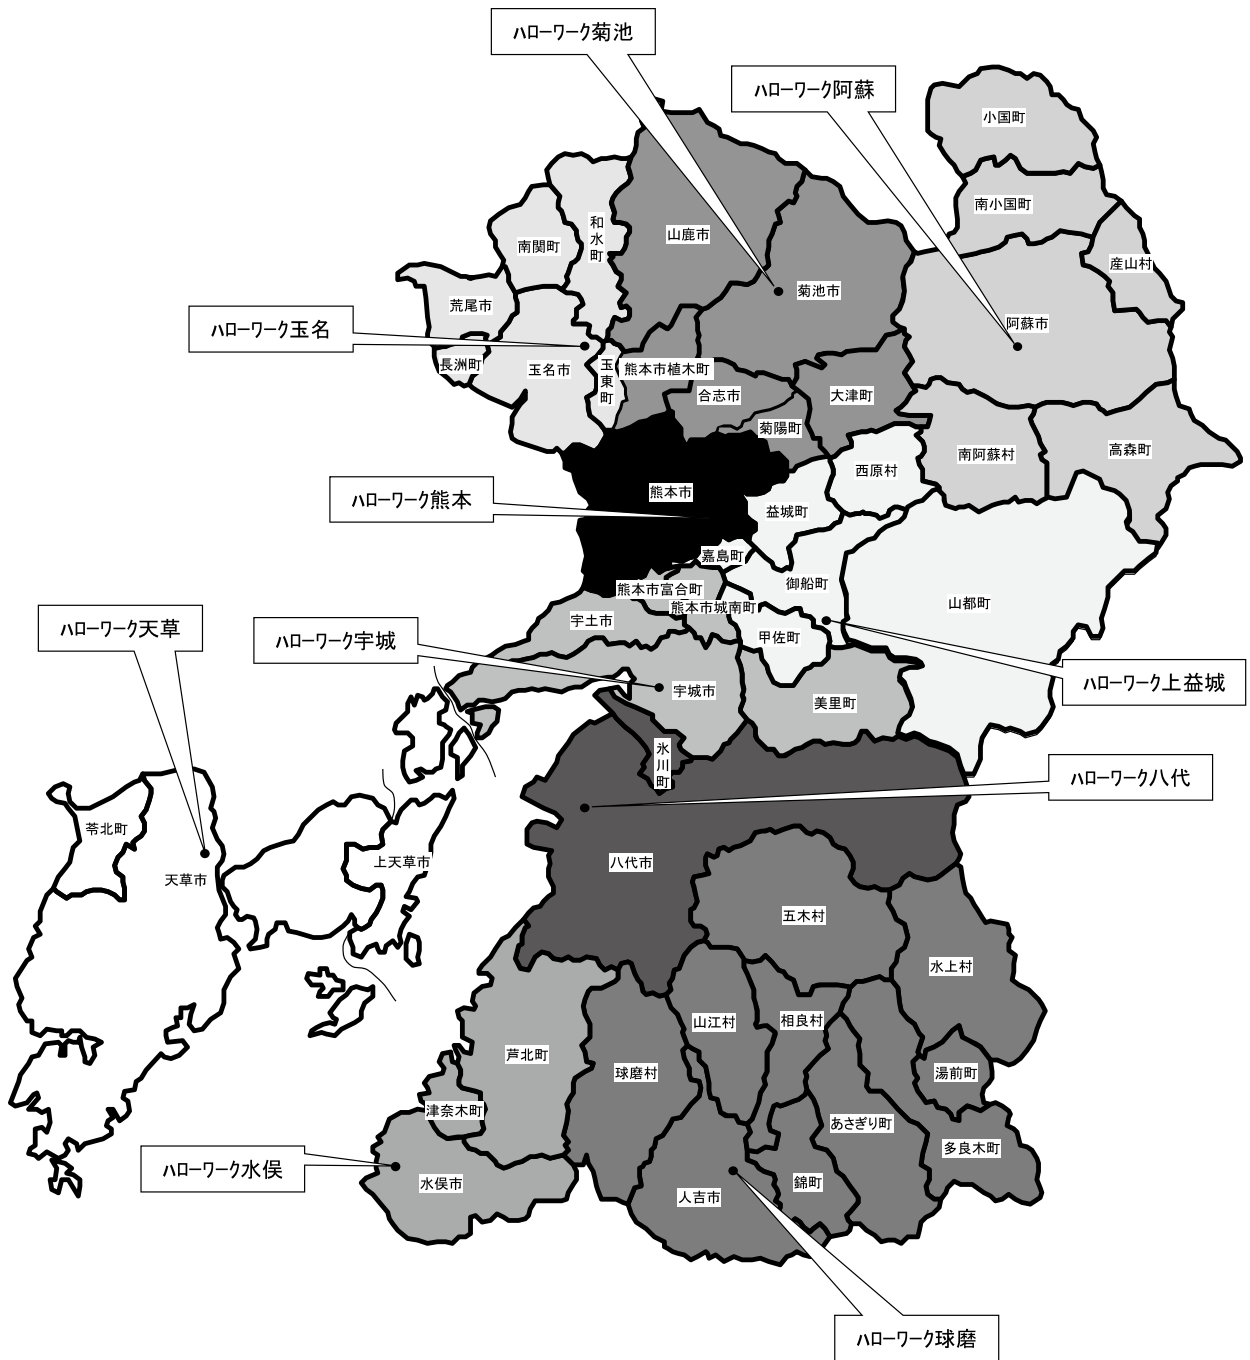 ハローワーク菊池
ハローワーク阿蘇
小国町
南小国町
産山村
和水町
山鹿市
南関町
菊池市
荒尾市
阿蘇市
ハローワーク玉名
長洲町
玉名市
玉東町
熊本市植木町
合志市
大津町
菊陽町
南阿蘇村
高森町
西原村
ハローワーク熊本
熊本市
益城町
嘉島町
御船町
熊本市富合町
熊本市城南町
山都町
宇土市
甲佐町
ハローワーク天草
ハローワーク宇城
ハローワーク上益城
宇城市
美里町
氷川町
ハローワーク八代
苓北町
上天草市
八代市
天草市
五木村
水上村
山江村
相良村
芦北町
球磨村
湯前町
津奈木町
あさぎり町
多良木町
ハローワーク水俣
水俣市
人吉市
錦町
ハローワーク球磨